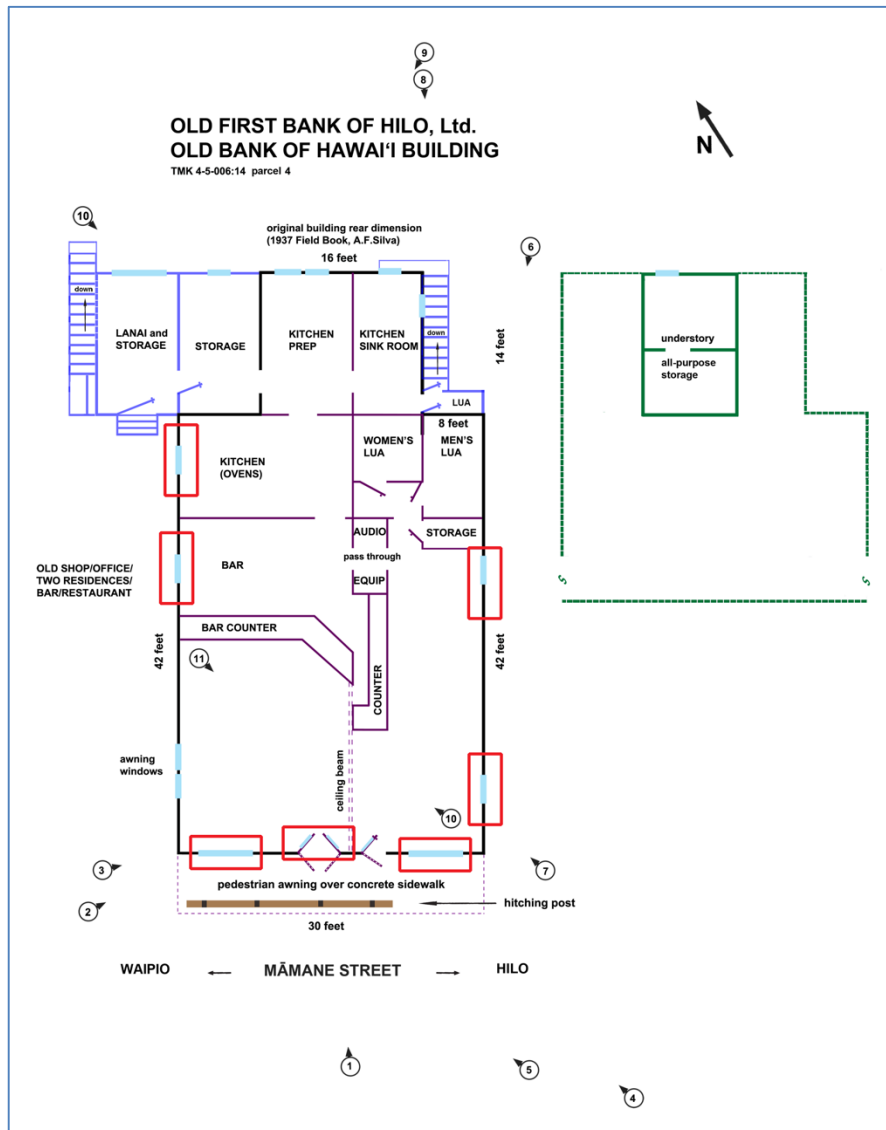 9
8
OLD FIRST BANK OF HILO, Ltd.
OLD BANK OF HAWAI‘I BUILDING
TMK 4-5-006:14 parcel 4
N
10
original building rear dimension
(1937 Field Book, A.F.Silva)
16 feet
6
down
LANAI and
STORAGE
STORAGE
KITCHEN
PREP
KITCHEN
SINK ROOM
down
14 feet
understory
all-purpose
storage
LUA
8 feet
KITCHEN
(OVENS)
WOMEN'S
LUA
MEN'S
LUA
AUDIO
STORAGE
pass through
EQUIP
BAR
OLD SHOP/OFFICE/
TWO RESIDENCES/
BAR/RESTAURANT
S
S
BAR COUNTER
42 feet
42 feet
11
COUNTER
awning
windows
ceiling beam
10
3
7
pedestrian awning over concrete sidewalk
2
hitching post
30 feet
WAIPIO
MĀMANE STREET
HILO
1
5
4